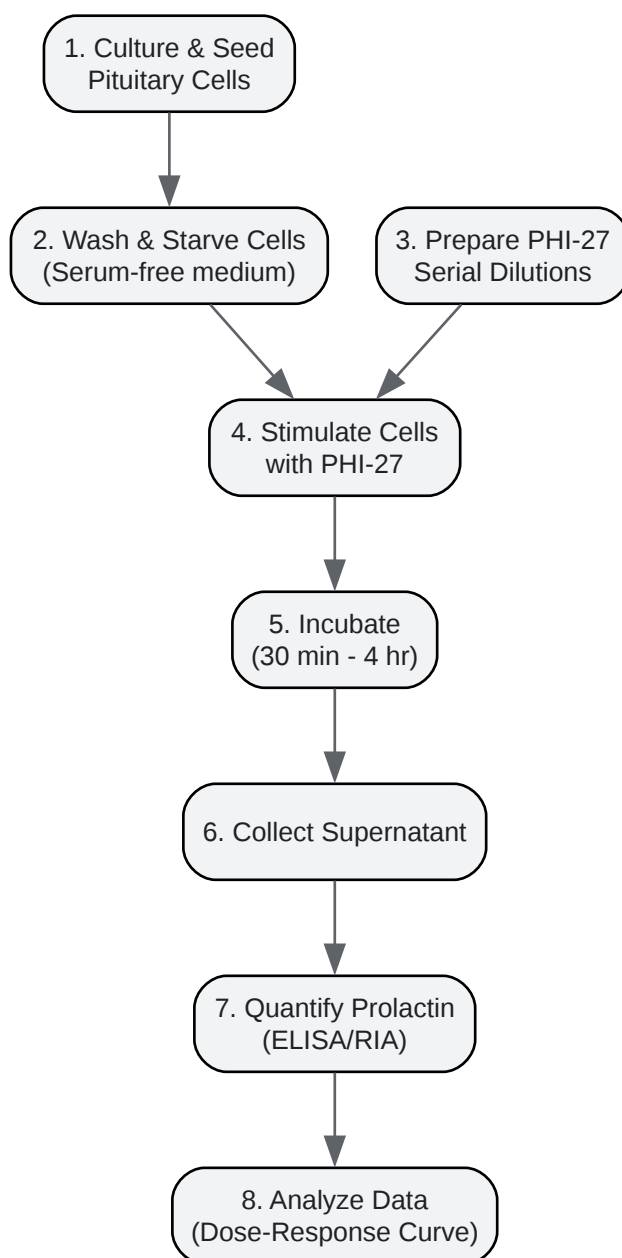 1. Culture & Seed
Pituitary Cells
2. Wash & Starve Cells
(Serum-free medium)
3. Prepare PHI-27
Serial Dilutions
4. Stimulate Cells
with PHI-27
5. Incubate
(30 min - 4 hr)
6. Collect Supernatant
7. Quantify Prolactin
(ELISA/RIA)
8. Analyze Data
(Dose-Response Curve)